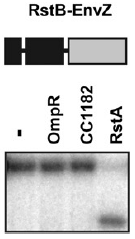 RstB-EnvZ
-
OmpR
CC1182
RstA